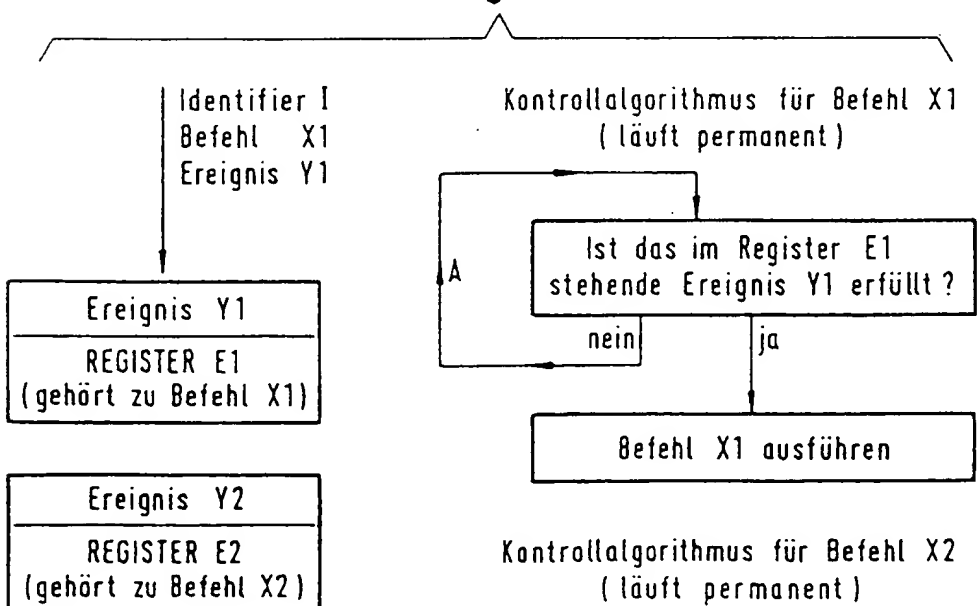 Identifier I
Befehl X1
Ereignis Y1
Ereignis Y1
REGISTER E1
(gehört zu Befehl X1)
Ereignis Y2
REGISTER E2
(gehört zu Befehl X2)
Kontrollalgorithmus für Befehl X1
(läuft permanent)
A
Ist das im Register E1
stehende Ereignis Y1 erfüllt?
nein
ja
Befehl X1 ausführen
Kontrollalgorithmus für Befehl X2
(läuft permanent)